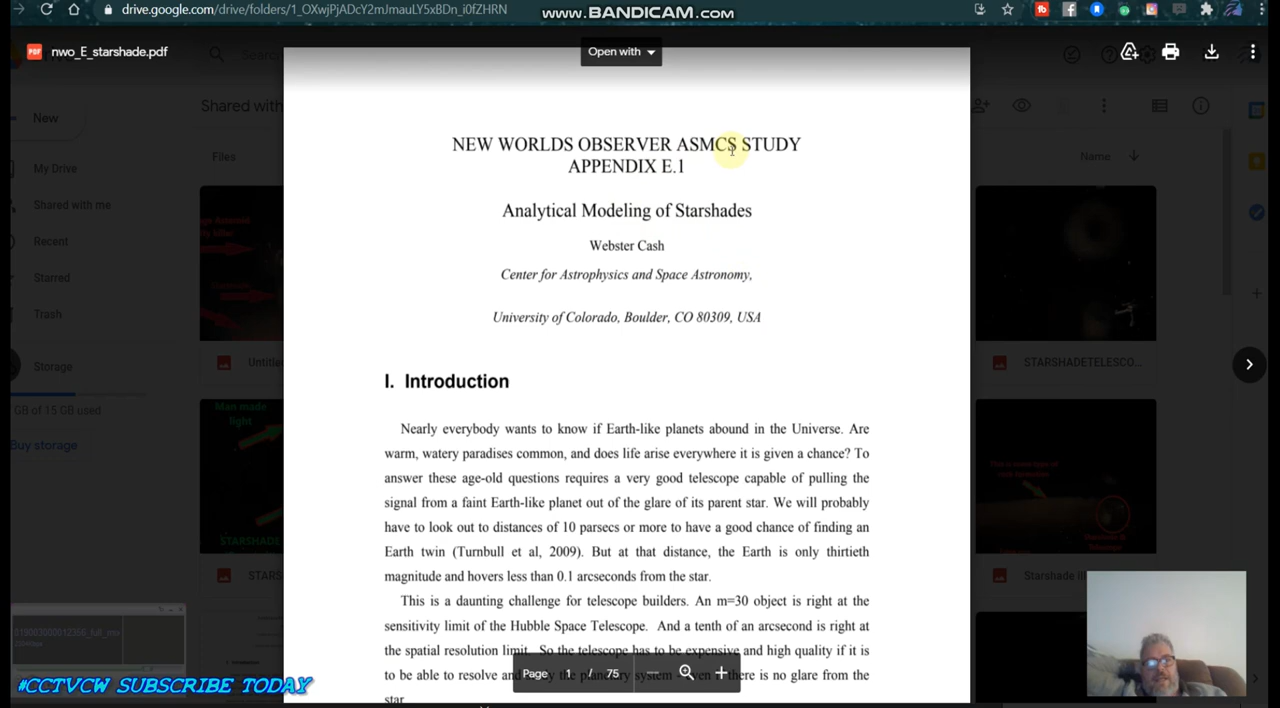 drive.google.com/drive/folders/1_OXwjPjADcY2mJmauLY5xBDn_i0fZHRN
www.BANDICAM.com
PDF
nwo_E_starshade.pdf
Open with
New
Shared with
Files
Name
My Drive
Shared with me
Recent
Starred
Trash
Storage
GB of 15 GB used
Buy storage
NEW WORLDS OBSERVER ASMCS STUDY
APPENDIX E.1
Analytical Modeling of Starshades
Webster Cash
Center for Astrophysics and Space Astronomy,
University of Colorado, Boulder, CO 80309, USA
I. Introduction
Nearly everybody wants to know if Earth-like planets abound in the Universe. Are
warm, watery paradises common, and does life arise everywhere it is given a chance? To
answer these age-old questions requires a very good telescope capable of pulling the
signal from a faint Earth-like planet out of the glare of its parent star. We will probably
have to look out to distances of 10 parsecs or more to have a good chance of finding an
Earth twin (Turnbull et al, 2009). But at that distance, the Earth is only thirtieth
magnitude and hovers less than 0.1 arcseconds from the star.
This is a daunting challenge for telescope builders. An m=30 object is right at the
sensitivity limit of the Hubble Space Telescope. And a tenth of an arcsecond is right at
the spatial resolution limit. So the telescope has to be expensive and high quality if it is
to be able to resolve and the planetary system there is no glare from the
star
Page 1 / 75
Man made
light
STARSHADE
STARSHADETELESCO...
Starshade
#CCTVCW SUBSCRIBE TODAY